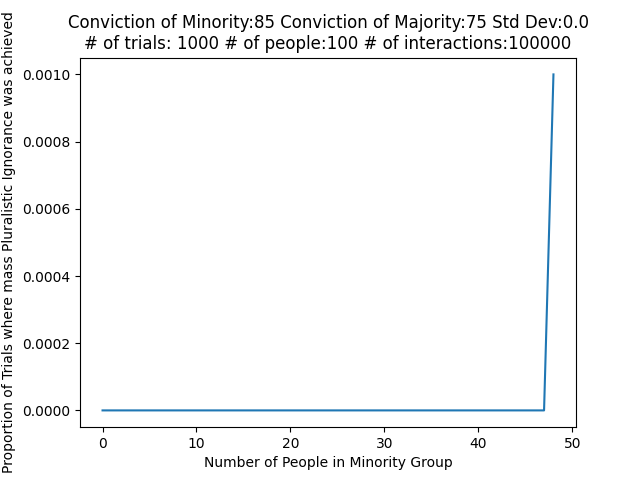 Conviction of Minority:85 Conviction of Majority:75 Std Dev:0.0
# of trials: 1000 # of people:100 # of interactions:100000
Proportion of Trials where mass Pluralistic Ignorance was achieved
0.0010
0.0008
0.0006
0.0004
0.0002
0.0000
0 10 20 30 40 50
Number of People in Minority Group